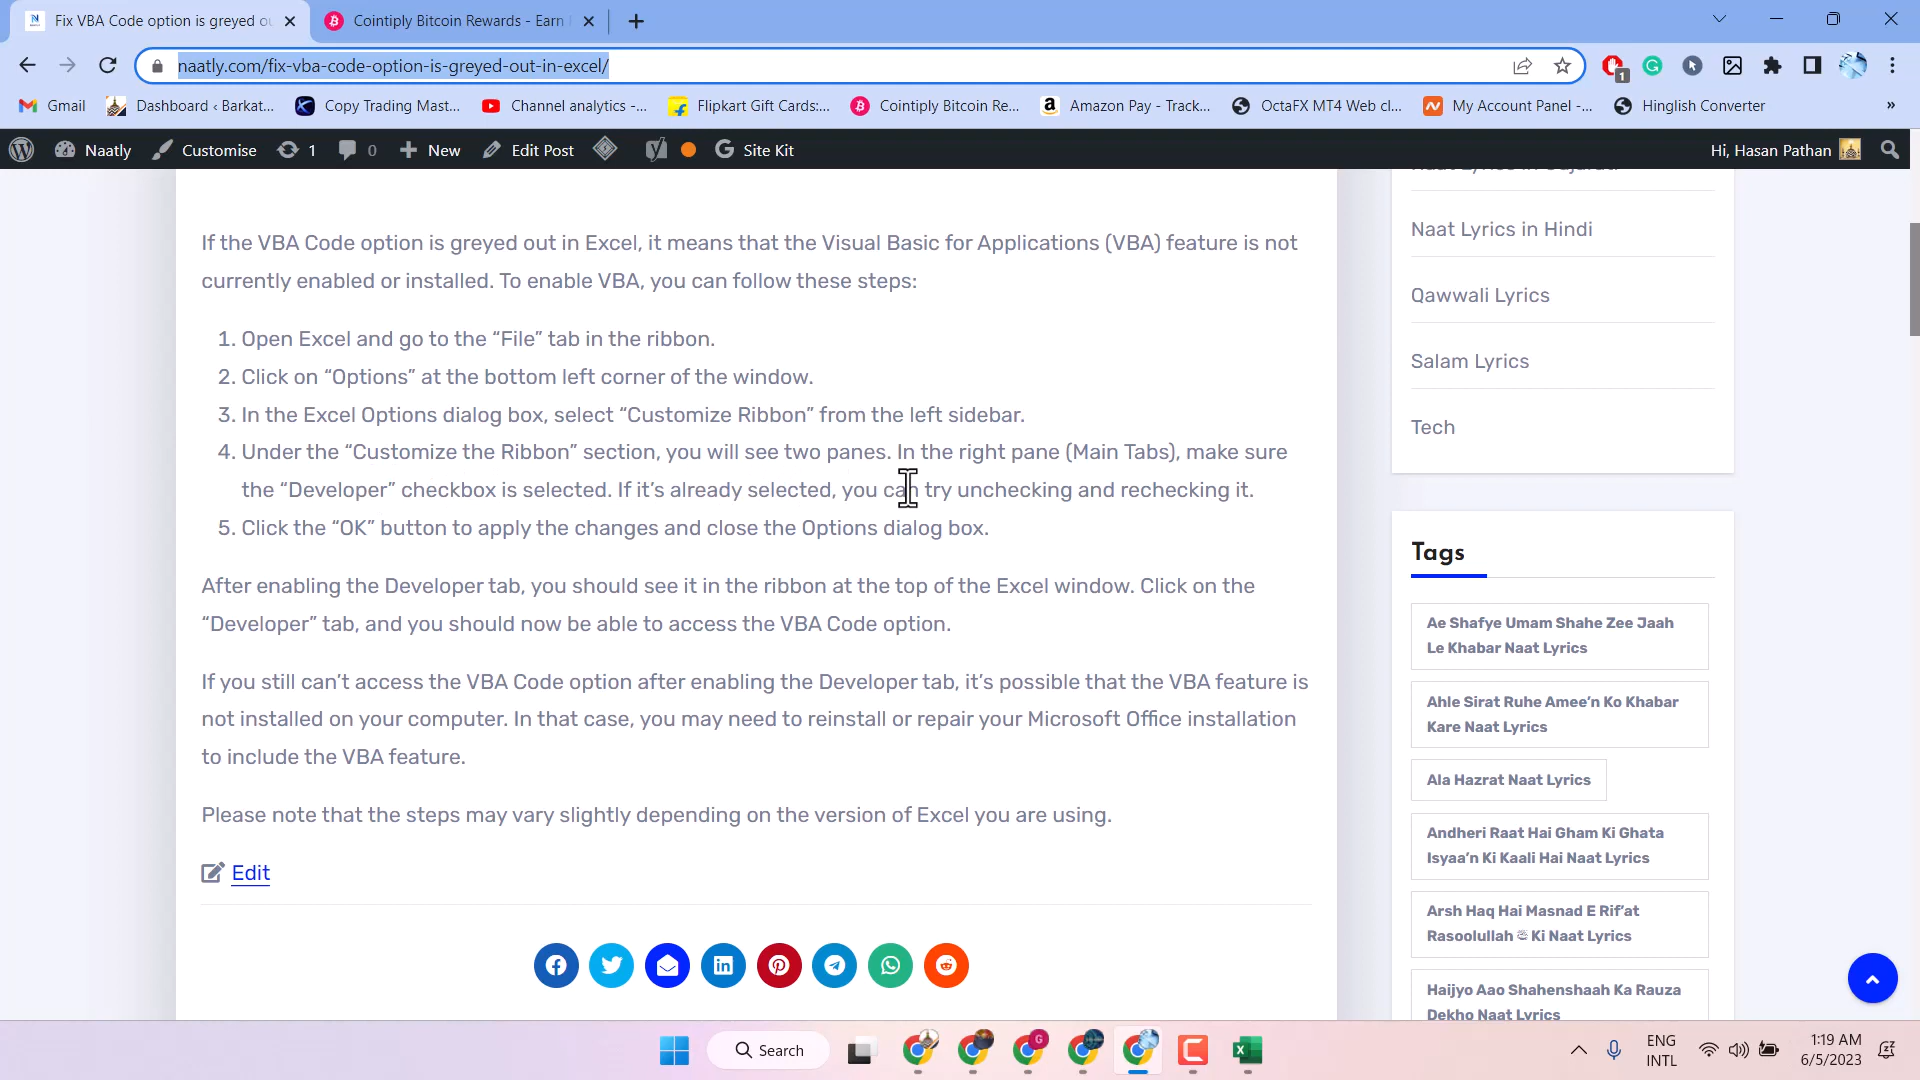 Fix VBA Code option is greyed ou
Cointiply Bitcoin Rewards - Earn
naatly.com/fix-vba-code-option-is-greyed-out-in-excel/
1
Gmail
Dashboard ‹ Barkat...
Copy Trading Mast...
Channel analytics -...
Flipkart Gift Cards:...
Cointiply Bitcoin Re...
Amazon Pay - Track...
OctaFX MT4 Web cl...
My Account Panel -...
Hinglish Converter
»
Naatly
Customise
1
0
New
Edit Post
Site Kit
Hi, Hasan Pathan
If the VBA Code option is greyed out in Excel, it means that the Visual Basic for Applications (VBA) feature is not
currently enabled or installed. To enable VBA, you can follow these steps:
1. Open Excel and go to the “File” tab in the ribbon.
2. Click on “Options” at the bottom left corner of the window.
3. In the Excel Options dialog box, select “Customize Ribbon” from the left sidebar.
4. Under the “Customize the Ribbon” section, you will see two panes. In the right pane (Main Tabs), make sure
the “Developer” checkbox is selected. If it’s already selected, you can try unchecking and rechecking it.
5. Click the “OK” button to apply the changes and close the Options dialog box.
After enabling the Developer tab, you should see it in the ribbon at the top of the Excel window. Click on the
“Developer” tab, and you should now be able to access the VBA Code option.
If you still can’t access the VBA Code option after enabling the Developer tab, it’s possible that the VBA feature is
not installed on your computer. In that case, you may need to reinstall or repair your Microsoft Office installation
to include the VBA feature.
Please note that the steps may vary slightly depending on the version of Excel you are using.
Edit
Naat Lyrics in Gujarati
Naat Lyrics in Hindi
Qawwali Lyrics
Salam Lyrics
Tech
Tags
Ae Shafye Umam Shahe Zee Jaah
Le Khabar Naat Lyrics
Ahle Sirat Ruhe Amee’n Ko Khabar
Kare Naat Lyrics
Ala Hazrat Naat Lyrics
Andheri Raat Hai Gham Ki Ghata
Isyaa’n Ki Kaali Hai Naat Lyrics
Arsh Haq Hai Masnad E Rif’at
Rasoolullah ﷺ Ki Naat Lyrics
Haijyo Aao Shahenshaah Ka Rauza
Dekho Naat Lyrics
Search
ENG
INTL
1:19 AM
6/5/2023